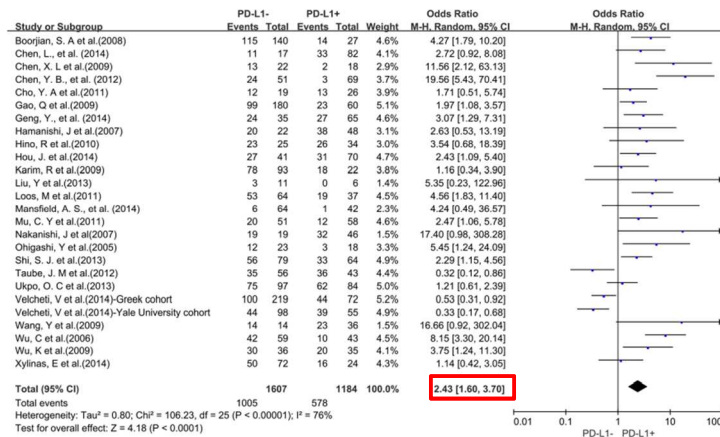 PD-L1- PD-L1+ Odds Ratio Odds Ratio
Study or Subgroup Events Total Events Total Weight M-H. Random, 95% CI M-H. Random, 95% CI
Boorjian, S. A et al.(2008) 115 140 14 27 4.6% 4.27 [1.79, 10.20]
Chen, L., et al. (2014) 11 17 33 82 4.2% 2.72 [0.92, 8.08]
Chen, X. L et al.(2009) 13 22 2 18 2.9% 11.56 [2.12, 63.13]
Chen, Y. B., et al. (2012) 24 51 3 69 3.8% 19.56 [5.43, 70.41]
Cho, Y. A et al.(2011) 12 19 13 26 4.0% 1.71 [0.51, 5.74]
Gao, Q et al.(2009) 99 180 23 60 5.2% 1.97 [1.08, 3.57]
Geng, Y., et al. (2014) 24 35 27 65 4.6% 3.07 [1.29, 7.31]
Hamanishi, J et al.(2007) 20 22 38 48 3.1% 2.63 [0.53, 13.19]
Hino, R et al.(2010) 23 25 26 34 3.0% 3.54 [0.68, 18.39]
Hou, J et al.(2014) 27 41 31 70 4.7% 2.43 [1.09, 5.40]
Karim, R et al.(2009) 78 93 18 22 4.0% 1.16 [0.34, 3.90]
Liu, Y et al.(2013) 3 11 0 6 1.3% 5.35 [0.23, 122.96]
Loos, M et al.(2011) 53 64 19 37 4.5% 4.56 [1.83, 11.40]
Mansfield, A. S., et al. (2014) 6 64 1 42 2.2% 4.24 [0.49, 36.57]
Mu, C. Y et al.(2011) 20 51 12 58 4.6% 2.47 [1.06, 5.78]
Nakanishi, J et al(2007) 19 19 32 46 1.5% 17.40 [0.98, 308.28]
Ohigashi, Y et al(2005) 12 23 3 18 3.3% 5.45 [1.24, 24.09]
Shi, S. J et al.(2013) 56 79 33 64 5.0% 2.29 [1.15, 4.56]
Taube, J. M et al(2012) 35 56 36 43 4.4% 0.32 [0.12, 0.86]
Ukpo, O. C et al(2013) 75 97 62 84 5.0% 1.21 [0.61, 2.39]
Velcheti, V et al.(2014)-Greek cohort 100 219 44 72 5.3% 0.53 [0.31, 0.92]
Velcheti, V et al.(2014)-Yale University cohort 44 98 39 55 5.0% 0.33 [0.17, 0.68]
Wang, Y et al.(2009) 14 14 23 36 1.5% 16.66 [0.92, 302.04]
Wu, C et al.(2006) 42 59 10 43 4.5% 8.15 [3.30, 20.14]
Wu, K et al.(2009) 30 36 20 35 4.1% 3.75 [1.24, 11.30]
Xylinas, E et al.(2014) 50 72 16 24 4.3% 1.14 [0.42, 3.05]
Total (95% CI) 1607 1184 100.0% 2.43 [1.60, 3.70]
Total events 1005 578
Heterogeneity: Tau² = 0.80; Chi² = 106.23, df = 25 (P < 0.00001); I² = 76%
Test for overall effect: Z = 4.18 (P < 0.0001)
0.01 0.1 1 10 100
PD-L1- PD-L1+